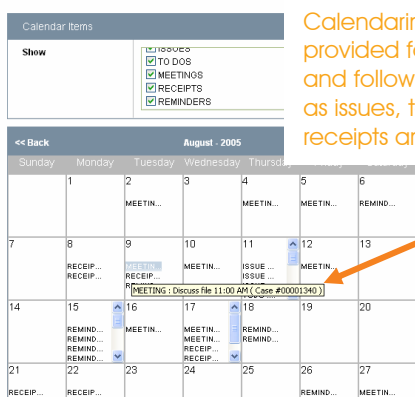 Calendar Items
Show
ISSUES
TO DOS
MEETINGS
RECEIPTS
REMINDERS
provided
and follow
as issues,
receipts
<< Back
August - 2005
Sunday Monday Tuesday Wednesday
1 2 3 4 5 6
MEETIN... MEETIN... MEETIN... REMIND...
7 8 9 10 11 12 13
RECEIP... MEETIN... MEETIN... ISSUE ... MEETIN...
RECEIP... RECEIP... ISSUE ...
MEETING : Discuss file 11:00 AM ( Case #00001340 )
14 15 16 17 18 19 20
REMIND... MEETIN... MEETIN... REMIND...
REMIND... MEETIN... REMIND...
REMIND... RECEIP...
REMIND... RECEIP...
21 22 23 24 25 26 27
RECEIP... RECEIP... REMIND... MEETIN...